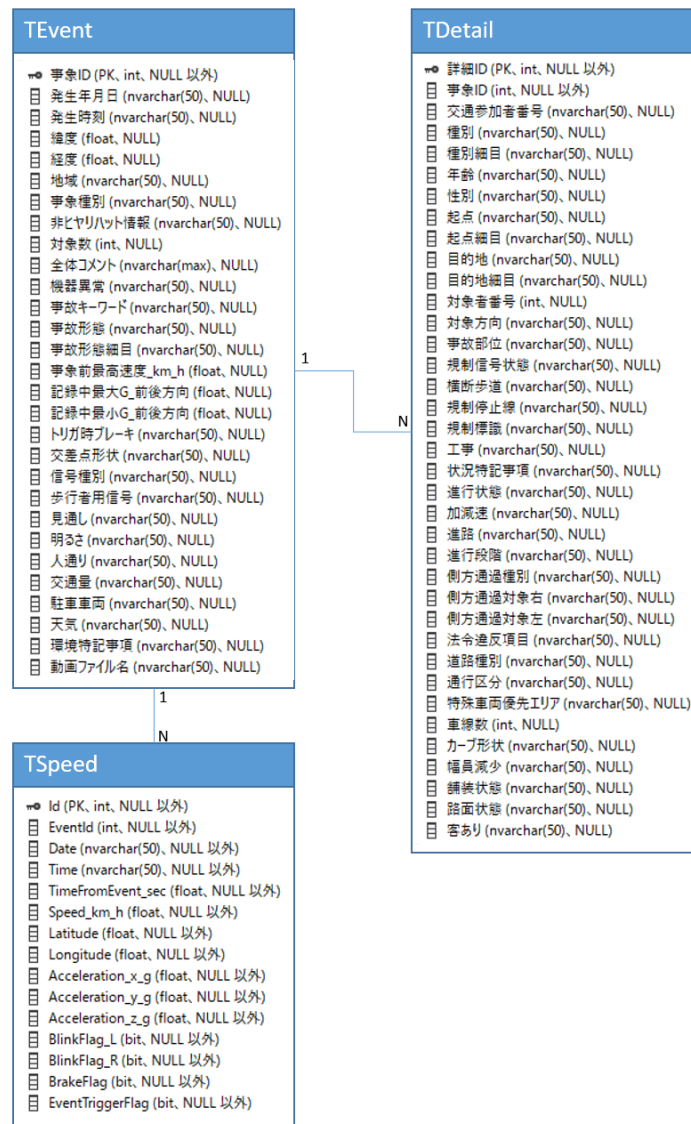 TEvent
事象ID (PK, int、NULL 以外)
発生年月日 (nvarchar(50)、NULL)
発生時刻 (nvarchar(50)、NULL)
緯度 (float、NULL)
経度 (float、NULL)
地域 (nvarchar(50)、NULL)
事象種別 (nvarchar(50)、NULL)
非ヒヤリハット情報 (nvarchar(50)、NULL)
対象数 (int、NULL)
全体コメント (nvarchar(max)、NULL)
機器異常 (nvarchar(50)、NULL)
事故キーワード (nvarchar(50)、NULL)
事故形態 (nvarchar(50)、NULL)
事故形態細目 (nvarchar(50)、NULL)
事象前最高速度_km_h (float、NULL)
記録中最大G_前後方向 (float、NULL)
記録中最小G_前後方向 (float、NULL)
トリガ時ブレーキ (nvarchar(50)、NULL)
交差点形状 (nvarchar(50)、NULL)
信号種別 (nvarchar(50)、NULL)
歩行者用信号 (nvarchar(50)、NULL)
見通し (nvarchar(50)、NULL)
明るさ (nvarchar(50)、NULL)
人通り (nvarchar(50)、NULL)
交通量 (nvarchar(50)、NULL)
駐車車両 (nvarchar(50)、NULL)
天気 (nvarchar(50)、NULL)
環境特記事項 (nvarchar(50)、NULL)
動画ファイル名 (nvarchar(50)、NULL)
1
N
1
N
TDetail
詳細ID (PK, int、NULL 以外)
事象ID (int、NULL 以外)
交通参加者番号 (nvarchar(50)、NULL)
種別 (nvarchar(50)、NULL)
種別細目 (nvarchar(50)、NULL)
年齢 (nvarchar(50)、NULL)
性別 (nvarchar(50)、NULL)
起点 (nvarchar(50)、NULL)
起点細目 (nvarchar(50)、NULL)
目的地 (nvarchar(50)、NULL)
目的地細目 (nvarchar(50)、NULL)
対象者番号 (int、NULL)
対象方向 (nvarchar(50)、NULL)
事故部位 (nvarchar(50)、NULL)
規制信号状態 (nvarchar(50)、NULL)
横断歩道 (nvarchar(50)、NULL)
規制停止線 (nvarchar(50)、NULL)
規制標識 (nvarchar(50)、NULL)
工事 (nvarchar(50)、NULL)
状況特記事項 (nvarchar(50)、NULL)
進行状態 (nvarchar(50)、NULL)
加減速 (nvarchar(50)、NULL)
進路 (nvarchar(50)、NULL)
進行段階 (nvarchar(50)、NULL)
側方通過種別 (nvarchar(50)、NULL)
側方通過対象右 (nvarchar(50)、NULL)
側方通過対象左 (nvarchar(50)、NULL)
法令違反項目 (nvarchar(50)、NULL)
道路種別 (nvarchar(50)、NULL)
通行区分 (nvarchar(50)、NULL)
特殊車両優先エリア (nvarchar(50)、NULL)
車線数 (int、NULL)
カーブ形状 (nvarchar(50)、NULL)
幅員減少 (nvarchar(50)、NULL)
舗装状態 (nvarchar(50)、NULL)
路面状態 (nvarchar(50)、NULL)
客あり (nvarchar(50)、NULL)
TSpeed
Id (PK, int、NULL 以外)
EventId (int、NULL 以外)
Date (nvarchar(50)、NULL 以外)
Time (nvarchar(50)、NULL 以外)
TimeFromEvent_sec (float、NULL 以外)
Speed_km_h (float、NULL 以外)
Latitude (float、NULL 以外)
Longitude (float、NULL 以外)
Acceleration_x_g (float、NULL 以外)
Acceleration_y_g (float、NULL 以外)
Acceleration_z_g (float、NULL 以外)
BlinkFlag_L (bit、NULL 以外)
BlinkFlag_R (bit、NULL 以外)
BrakeFlag (bit、NULL 以外)
EventTriggerFlag (bit、NULL 以外)